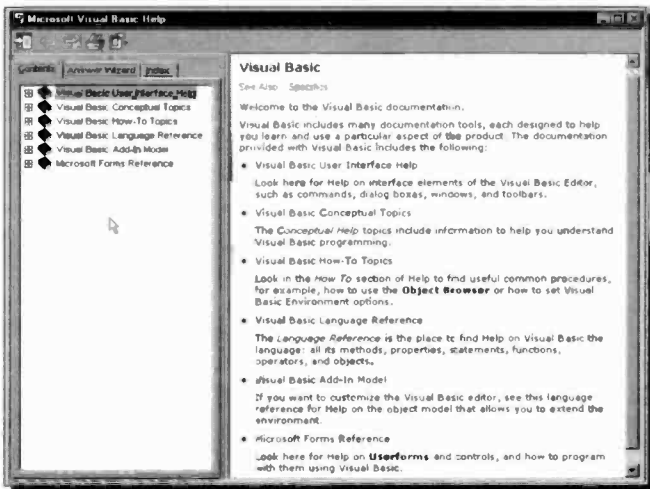 Microsoft Visual Basic Help
Contents
Answer Wizard
Index
Visual Basic User Interface Help
Visual Basic Conceptual Topics
Visual Basic How-To Topics
Visual Basic Language Reference
Visual Basic Add-In Model
Microsoft Forms Reference
Visual Basic
See Also Specifics
Welcome to the Visual Basic documentation.
Visual Basic includes many documentation tools, each designed to help
you learn and use a particular aspect of the product. The documentation
provided with Visual Basic includes the following:
• Visual Basic User Interface Help
Look here for Help on interface elements of the Visual Basic Editor,
such as commands, dialog boxes, windows, and toolbars.
• Visual Basic Conceptual Topics
The Conceptual Help topics include information to help you understand
Visual Basic programming.
• Visual Basic How-To Topics
Look in the How To section of Help to find useful common procedures,
for example, how to use the Object Browser or how to set Visual
Basic Environment options.
• Visual Basic Language Reference
The Language Reference is the place to find Help on Visual Basic the
language: all its methods, properties, statements, functions,
operators, and objects.
• Visual Basic Add-In Model
If you want to customize the Visual Basic editor, see this language
reference for Help on the object model that allows you to extend the
environment.
• Microsoft Forms Reference
Look here for Help on Userforms and controls, and how to program
with them using Visual Basic.